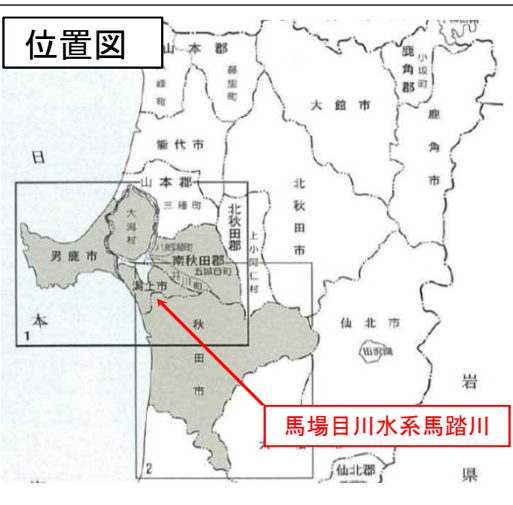 位置図
山本郡
藤里町
峰町
鹿角郡
小坂町
大館市
鹿角市
能代市
日
山本郡
三種町
北秋田市
大潟村
北秋田郡
上小阿仁村
八郎潟町
男鹿市
南秋田郡
五城目町
井川町
潟上市
本
1
秋田市
仙北市
田沢湖
岩
馬場目川水系馬踏川
2
仙北郡
県